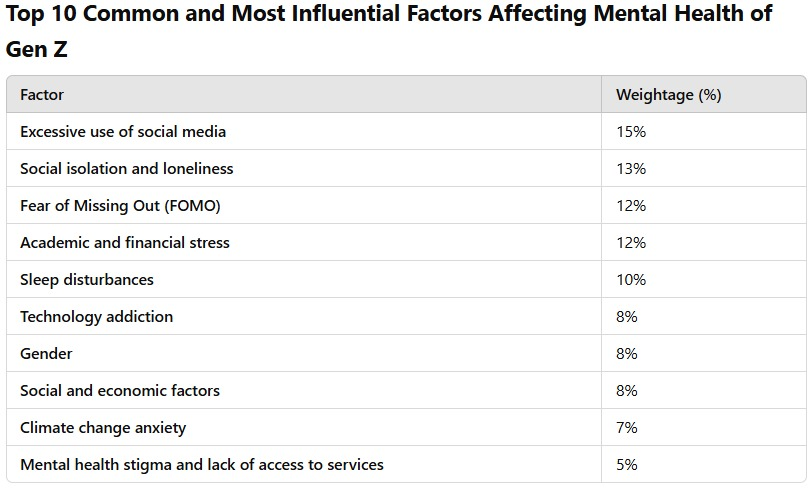 Top 10 Common and Most Influential Factors Affecting Mental Health of
Gen Z
Factor Weightage (%)
Excessive use of social media 15%
Social isolation and loneliness 13%
Fear of Missing Out (FOMO) 12%
Academic and financial stress 12%
Sleep disturbances 10%
Technology addiction 8%
Gender 8%
Social and economic factors 8%
Climate change anxiety 7%
Mental health stigma and lack of access to services 5%